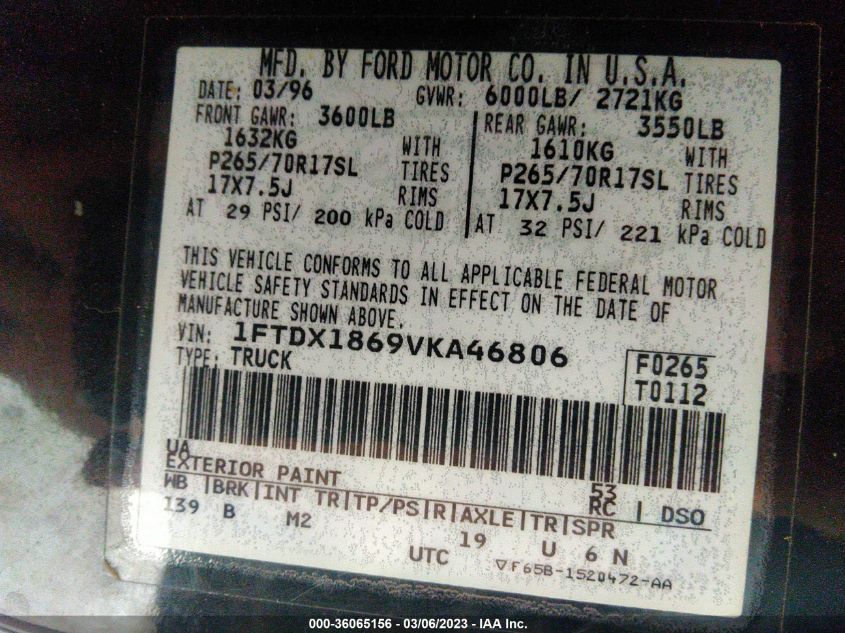 MFD. BY FORD MOTOR CO. IN U.S.A.
DATE: 03/96 GVWR: 6000LB/ 2721KG
FRONT GAWR: 3600LB REAR GAWR: 3550LB
1632KG WITH 1610KG WITH
P265/70R17SL TIRES P265/70R17SL TIRES
17X7.5J RIMS 17X7.5J RIMS
AT 29 PSI/ 200 kPa COLD AT 32 PSI/ 221 kPa COLD
THIS VEHICLE CONFORMS TO ALL APPLICABLE FEDERAL MOTOR
VEHICLE SAFETY STANDARDS IN EFFECT ON THE DATE OF
MANUFACTURE SHOWN ABOVE.
VIN: 1FTDX1869VKA46806 F0265
TYPE: TRUCK T0112
UA
EXTERIOR PAINT 53
WB |BRK|INT TR|TP/PS|R|AXLE|TR|SPR RC | DSO
139 B M2 19 U 6 N
UTC ▽F65B-1520472-AA
000-36065156 - 03/06/2023 - IAA Inc.